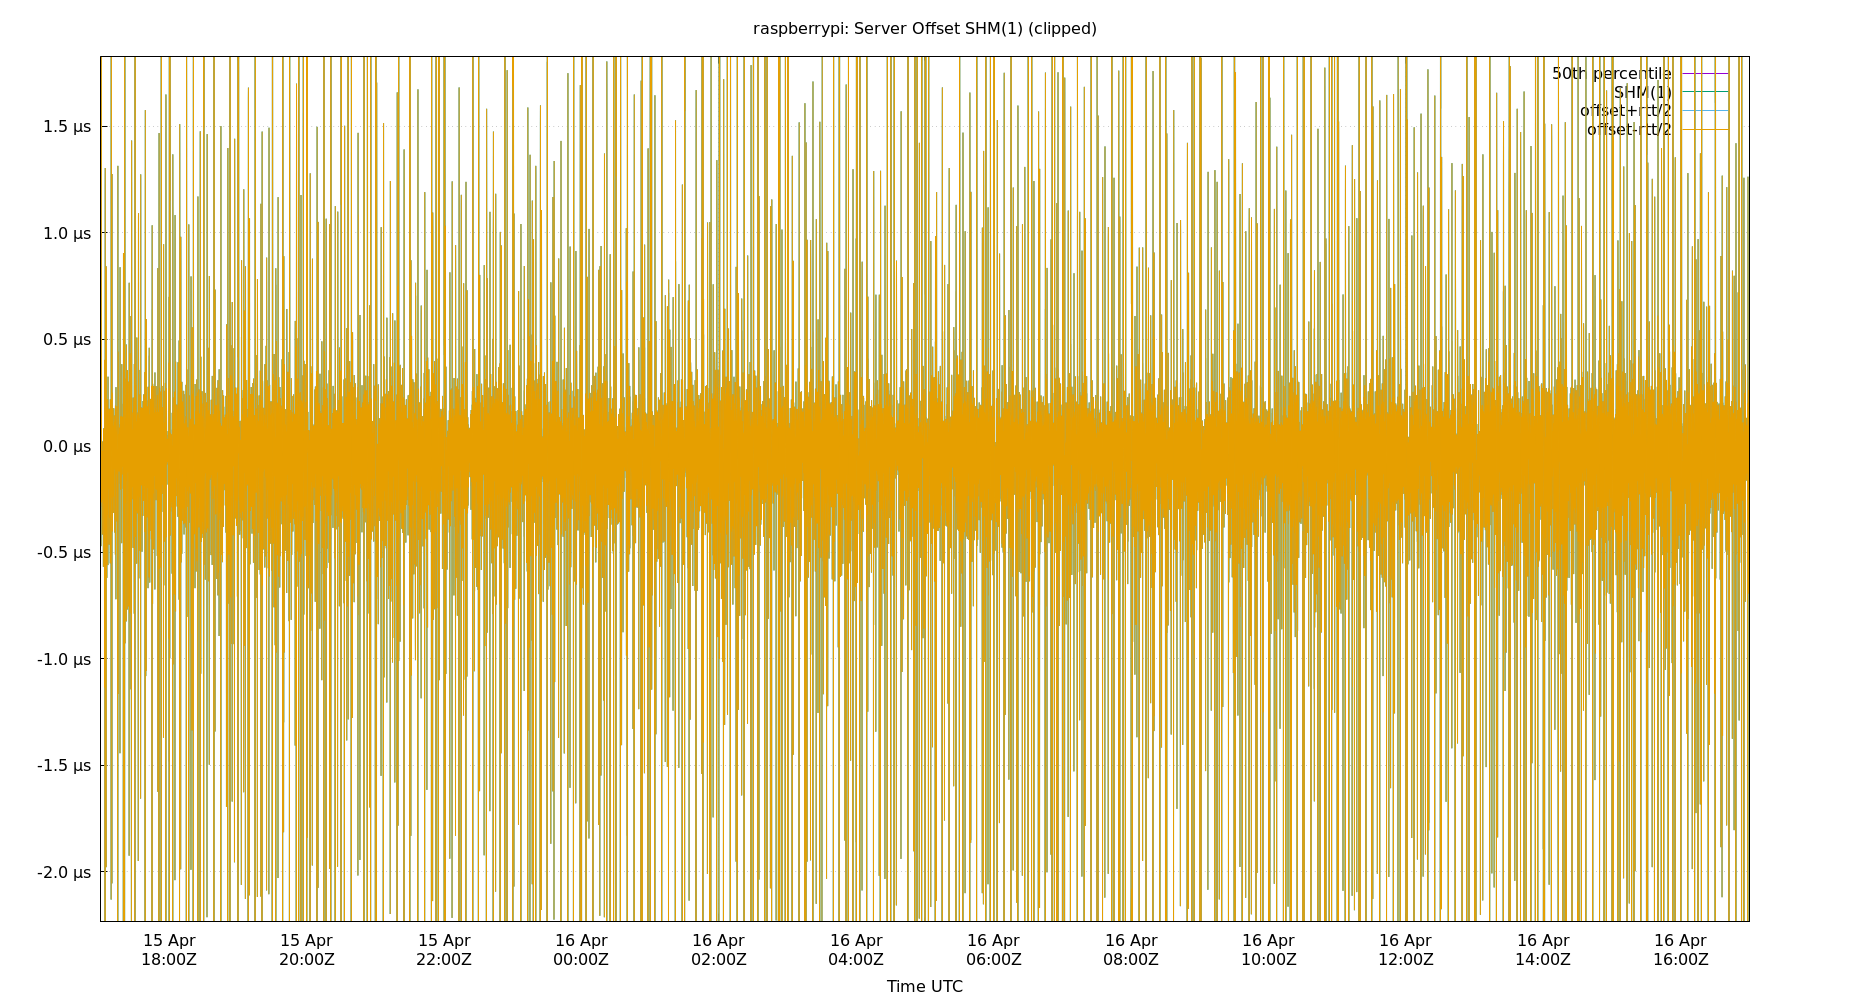 raspberrypi: Server Offset SHM(1) (clipped)
50th percentile
SHM(1)
offset+rtt/2
offset-rtt/2
1.5 µs
1.0 µs
0.5 µs
0.0 µs
-0.5 µs
-1.0 µs
-1.5 µs
-2.0 µs
15 Apr 15 Apr 15 Apr 16 Apr 16 Apr 16 Apr 16 Apr 16 Apr 16 Apr 16 Apr 16 Apr 16 Apr
18:00Z 20:00Z 22:00Z 00:00Z 02:00Z 04:00Z 06:00Z 08:00Z 10:00Z 12:00Z 14:00Z 16:00Z
Time UTC